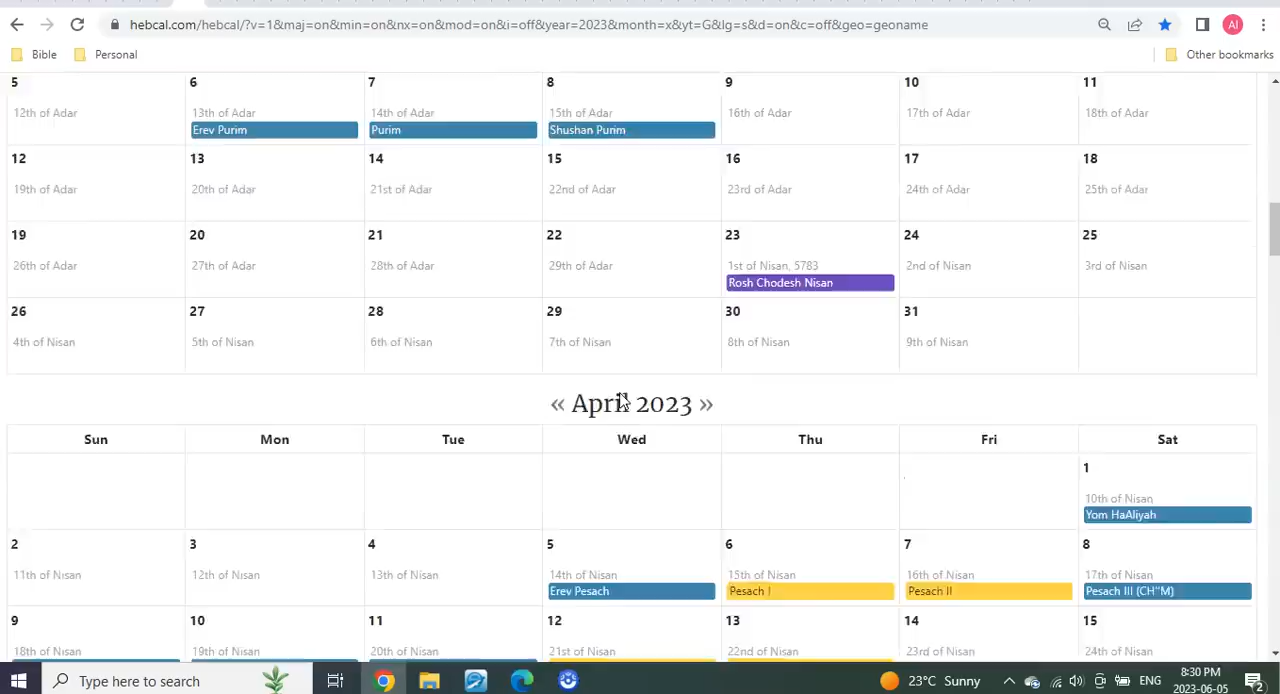 hebcal.com/?v=1&maj=on&min=on&nx=on&mod=on&i=off&year=2023&month=x&yt=G&lg=s&d=on&c=off&geo=geoname
AI
Bible Personal Other bookmarks
5 6 7 8 9 10 11
12th of Adar 13th of Adar 14th of Adar 15th of Adar 16th of Adar 17th of Adar 18th of Adar
Erev Purim Purim Shushan Purim
12 13 14 15 16 17 18
19th of Adar 20th of Adar 21st of Adar 22nd of Adar 23rd of Adar 24th of Adar 25th of Adar
19 20 21 22 23 24 25
26th of Adar 27th of Adar 28th of Adar 29th of Adar 1st of Nisan, 5783 2nd of Nisan 3rd of Nisan
Rosh Chodesh Nisan
26 27 28 29 30 31
4th of Nisan 5th of Nisan 6th of Nisan 7th of Nisan 8th of Nisan 9th of Nisan
« April 2023 »
Sun Mon Tue Wed Thu Fri Sat
1
10th of Nisan
Yom HaAliyah
2 3 4 5 6 7 8
11th of Nisan 12th of Nisan 13th of Nisan 14th of Nisan 15th of Nisan 16th of Nisan 17th of Nisan
Erev Pesach Pesach I Pesach II Pesach III (CH"M)
9 10 11 12 13 14 15
18th of Nisan 19th of Nisan 20th of Nisan 21st of Nisan 22nd of Nisan 23rd of Nisan 24th of Nisan
Type here to search 23°C Sunny ENG 8:30 PM
2023-06-05
2